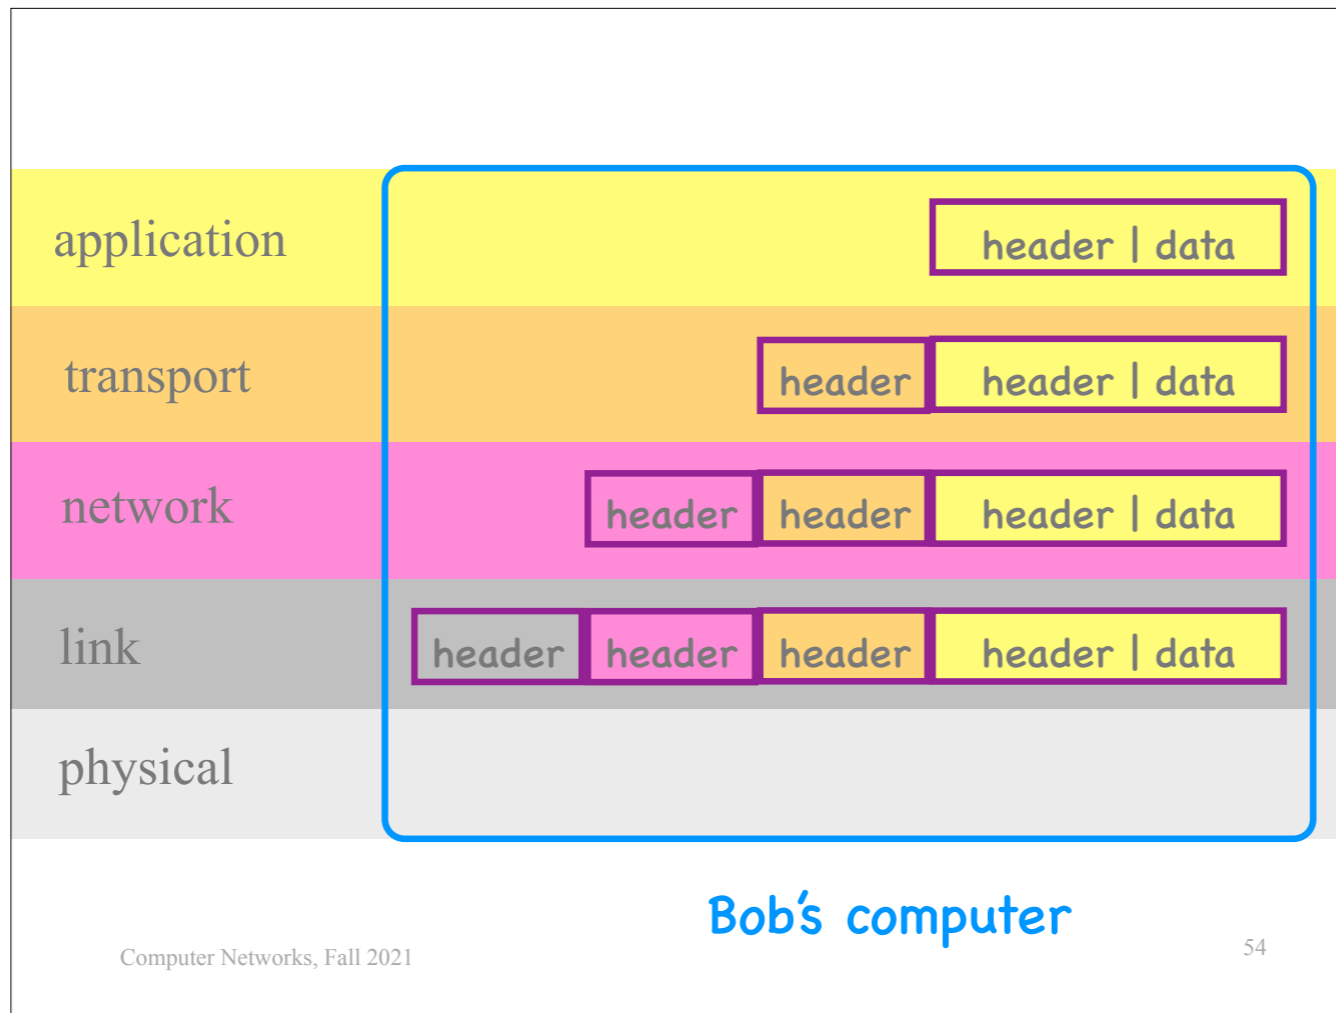 application
header | data
transport
header header | data
network
header header header | data
link
header header header header | data
physical
Bob's computer
Computer Networks, Fall 2021
54